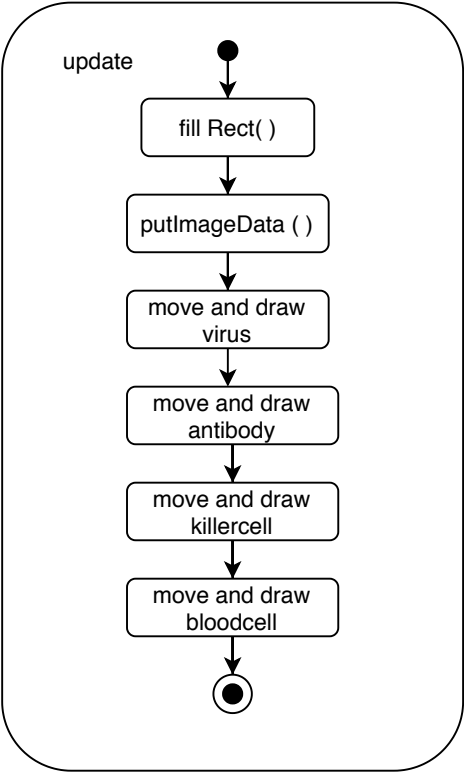 update
fill Rect( )
putImageData ( )
move and draw
virus
move and draw
antibody
move and draw
killercell
move and draw
bloodcell